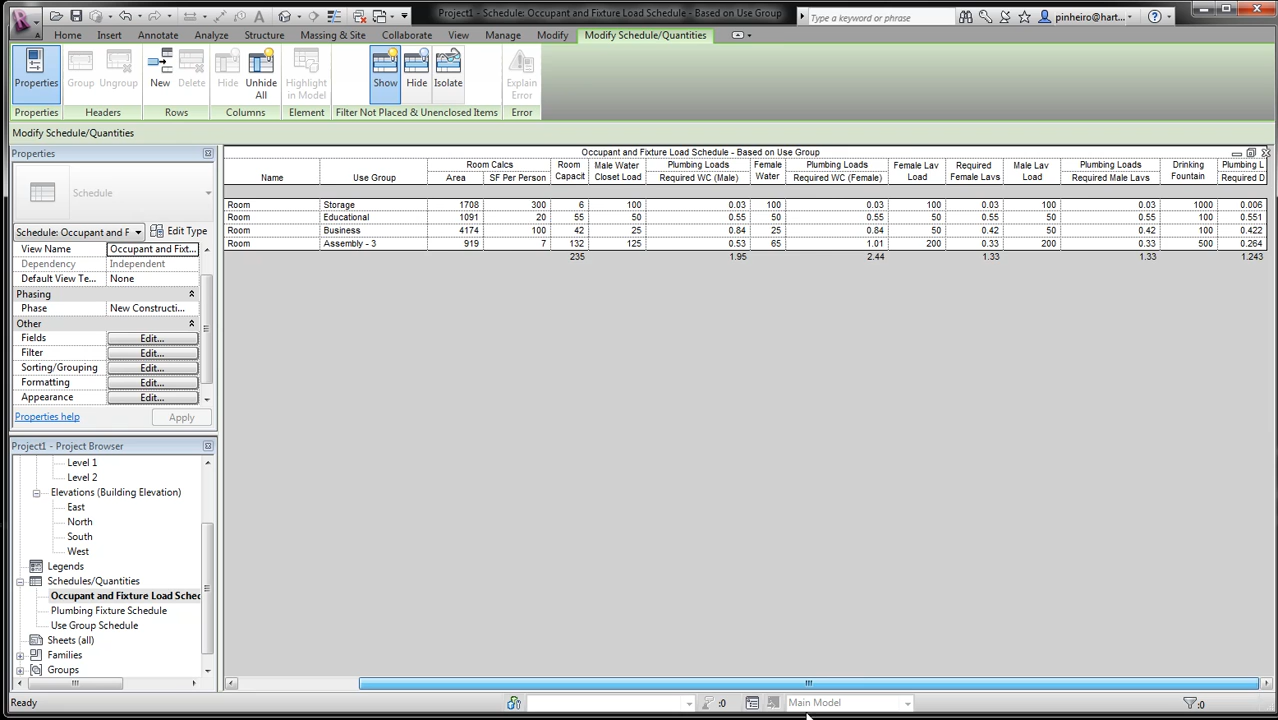 Project1 - Schedule: Occupant and Fixture Load Schedule - Based on Use Group
Type a keyword or phrase
pinheiro@hart...
Home Insert Annotate Analyze Structure Massing & Site Collaborate View Manage Modify Modify Schedule/Quantities
Properties Group Ungroup New Delete Hide Unhide All Highlight in Model Show Hide Isolate Explain Error
Properties Headers Rows Columns Element Filter Not Placed & Unenclosed Items Error
Modify Schedule/Quantities
Properties
Schedule
Schedule: Occupant and F Edit Type
View Name Occupant and Fixt...
Dependency Independent
Default View Te... None
Phasing
Phase New Constructi...
Other
Fields Edit...
Filter Edit...
Sorting/Grouping Edit...
Formatting Edit...
Appearance Edit...
Properties help Apply
Project1 - Project Browser
Level 1
Level 2
Elevations (Building Elevation)
East
North
South
West
Legends
Schedules/Quantities
Occupant and Fixture Load Sched
Plumbing Fixture Schedule
Use Group Schedule
Sheets (all)
Families
Groups
Occupant and Fixture Load Schedule - Based on Use Group
Room Calcs Room Male Water Plumbing Loads Female Plumbing Loads Female Lav Required Male Lav Plumbing Loads Drinking Plumbing L
Name Use Group Area SF Per Person Capacit Closet Load Required WC (Male) Water Required WC (Female) Load Female Lavs Load Required Male Lavs Fountain Required D
Room Storage 1708 300 6 100 0.03 100 0.03 100 0.03 100 0.03 1000 0.006
Room Educational 1091 20 55 50 0.55 50 0.55 50 0.55 50 0.55 100 0.551
Room Business 4174 100 42 25 0.84 25 0.84 50 0.42 50 0.42 100 0.422
Room Assembly - 3 919 7 132 125 0.53 65 1.01 200 0.33 200 0.33 500 0.264
235 1.95 2.44 1.33 1.33 1.243
Ready :0 Main Model :0